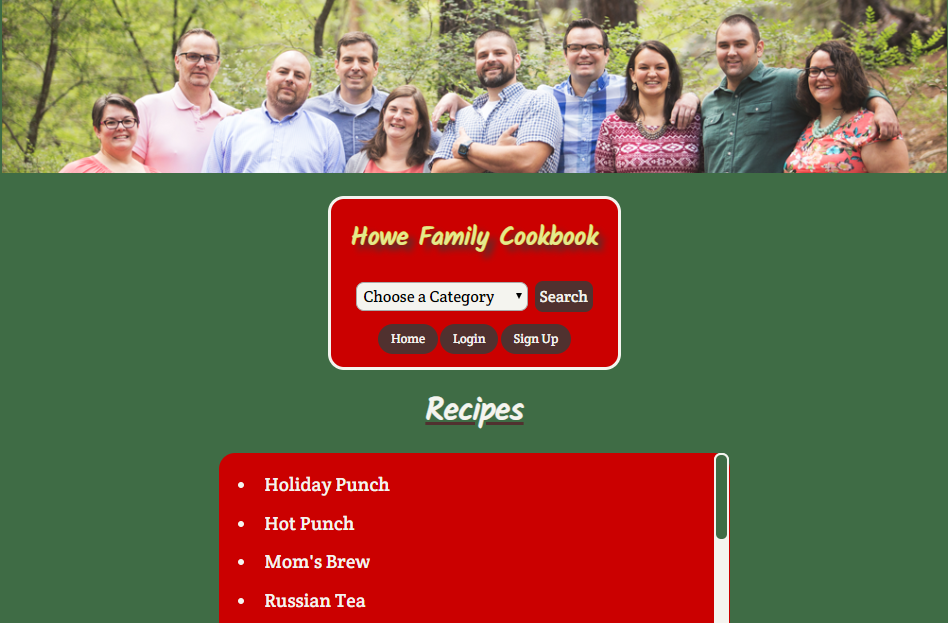 Howe Family Cookbook
Choose a Category
Search
Home Login Sign Up
Recipes
Holiday Punch
Hot Punch
Mom's Brew
Russian Tea